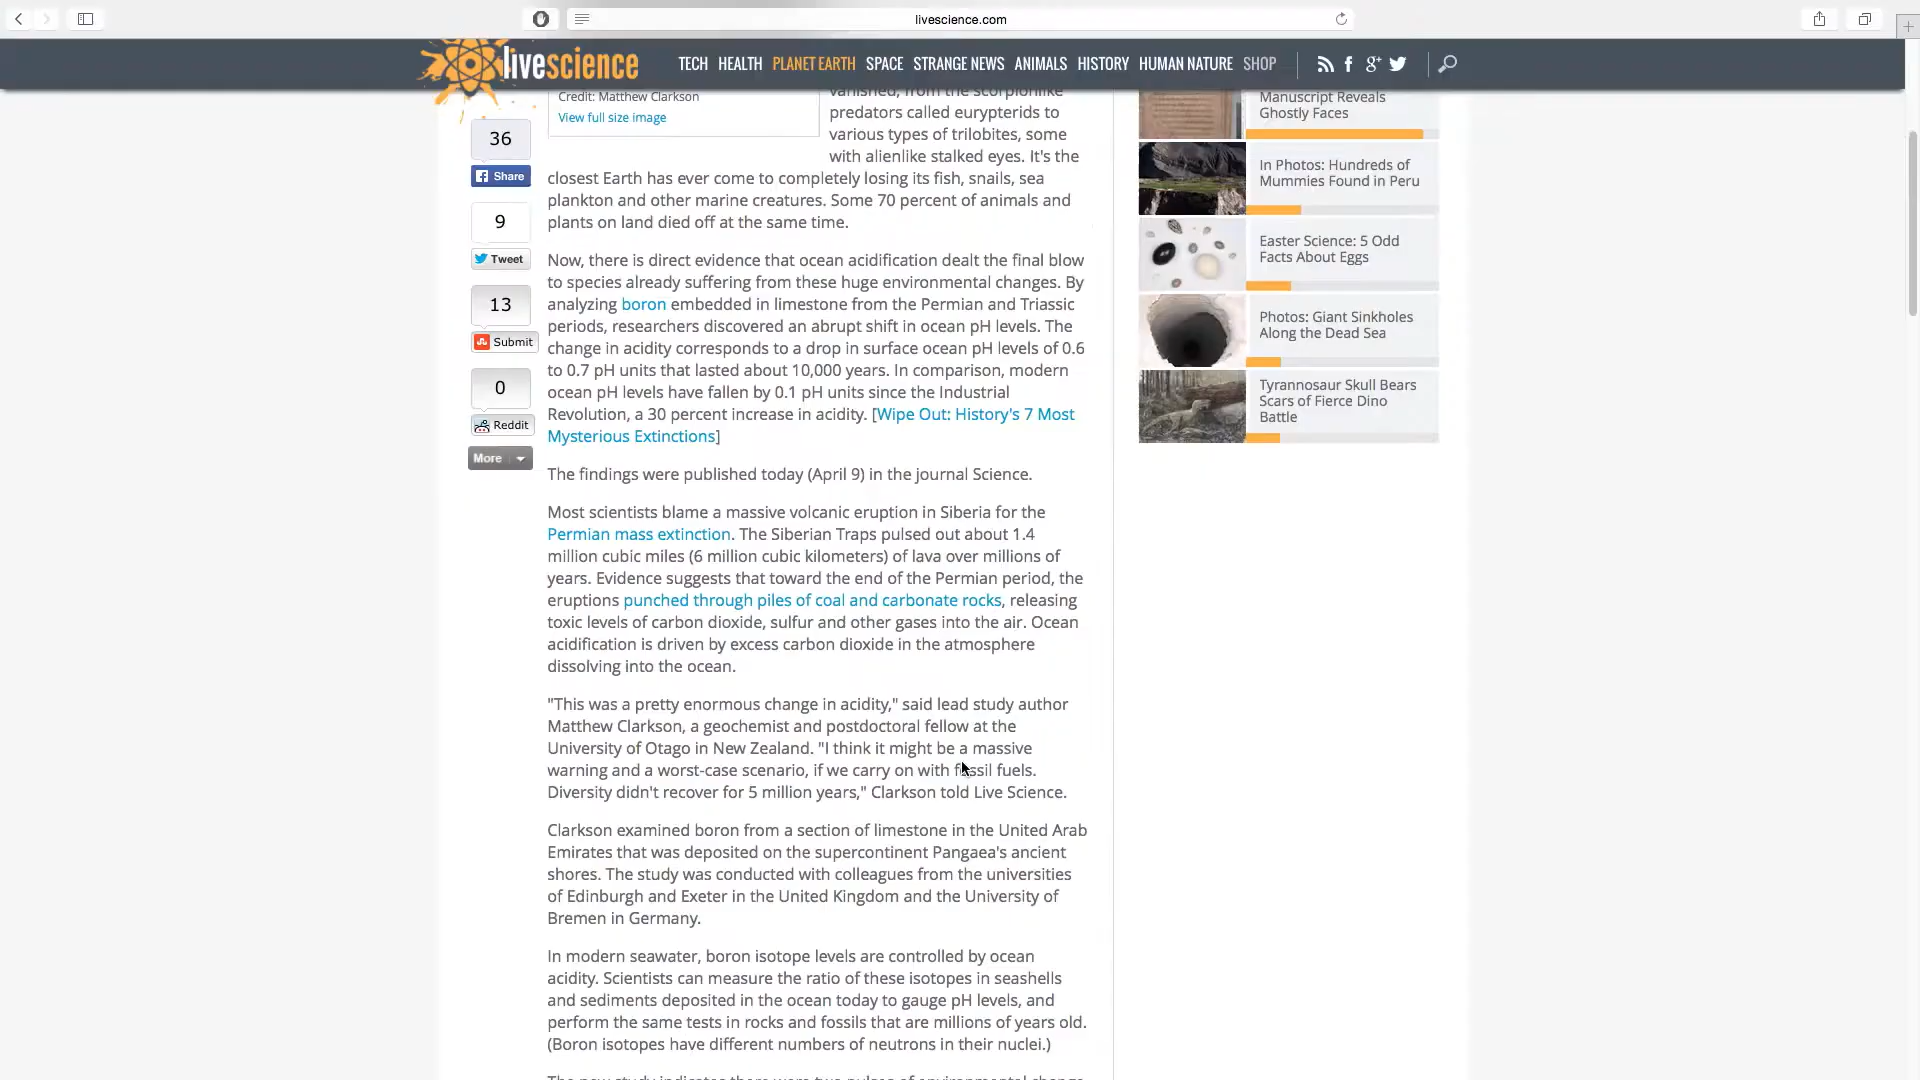 livescience.com
livescience
TECH HEALTH PLANET EARTH SPACE STRANGE NEWS ANIMALS HISTORY HUMAN NATURE SHOP
36
Share
9
Tweet
13
Submit
0
Reddit
More
Credit: Matthew Clarkson
View full size image
vanished, from the scorpionlike
predators called eurypterids to
various types of trilobites, some
with alienlike stalked eyes. It's the
closest Earth has ever come to completely losing its fish, snails, sea
plankton and other marine creatures. Some 70 percent of animals and
plants on land died off at the same time.
Now, there is direct evidence that ocean acidification dealt the final blow
to species already suffering from these huge environmental changes. By
analyzing boron embedded in limestone from the Permian and Triassic
periods, researchers discovered an abrupt shift in ocean pH levels. The
change in acidity corresponds to a drop in surface ocean pH levels of 0.6
to 0.7 pH units that lasted about 10,000 years. In comparison, modern
ocean pH levels have fallen by 0.1 pH units since the Industrial
Revolution, a 30 percent increase in acidity. [Wipe Out: History's 7 Most
Mysterious Extinctions]
The findings were published today (April 9) in the journal Science.
Most scientists blame a massive volcanic eruption in Siberia for the
Permian mass extinction. The Siberian Traps pulsed out about 1.4
million cubic miles (6 million cubic kilometers) of lava over millions of
years. Evidence suggests that toward the end of the Permian period, the
eruptions punched through piles of coal and carbonate rocks, releasing
toxic levels of carbon dioxide, sulfur and other gases into the air. Ocean
acidification is driven by excess carbon dioxide in the atmosphere
dissolving into the ocean.
"This was a pretty enormous change in acidity," said lead study author
Matthew Clarkson, a geochemist and postdoctoral fellow at the
University of Otago in New Zealand. "I think it might be a massive
warning and a worst-case scenario, if we carry on with fossil fuels.
Diversity didn't recover for 5 million years," Clarkson told Live Science.
Clarkson examined boron from a section of limestone in the United Arab
Emirates that was deposited on the supercontinent Pangaea's ancient
shores. The study was conducted with colleagues from the universities
of Edinburgh and Exeter in the United Kingdom and the University of
Bremen in Germany.
In modern seawater, boron isotope levels are controlled by ocean
acidity. Scientists can measure the ratio of these isotopes in seashells
and sediments deposited in the ocean today to gauge pH levels, and
perform the same tests in rocks and fossils that are millions of years old.
(Boron isotopes have different numbers of neutrons in their nuclei.)
The new study indicates there were two pulses of environmental change
Manuscript Reveals
Ghostly Faces
In Photos: Hundreds of
Mummies Found in Peru
Easter Science: 5 Odd
Facts About Eggs
Photos: Giant Sinkholes
Along the Dead Sea
Tyrannosaur Skull Bears
Scars of Fierce Dino
Battle